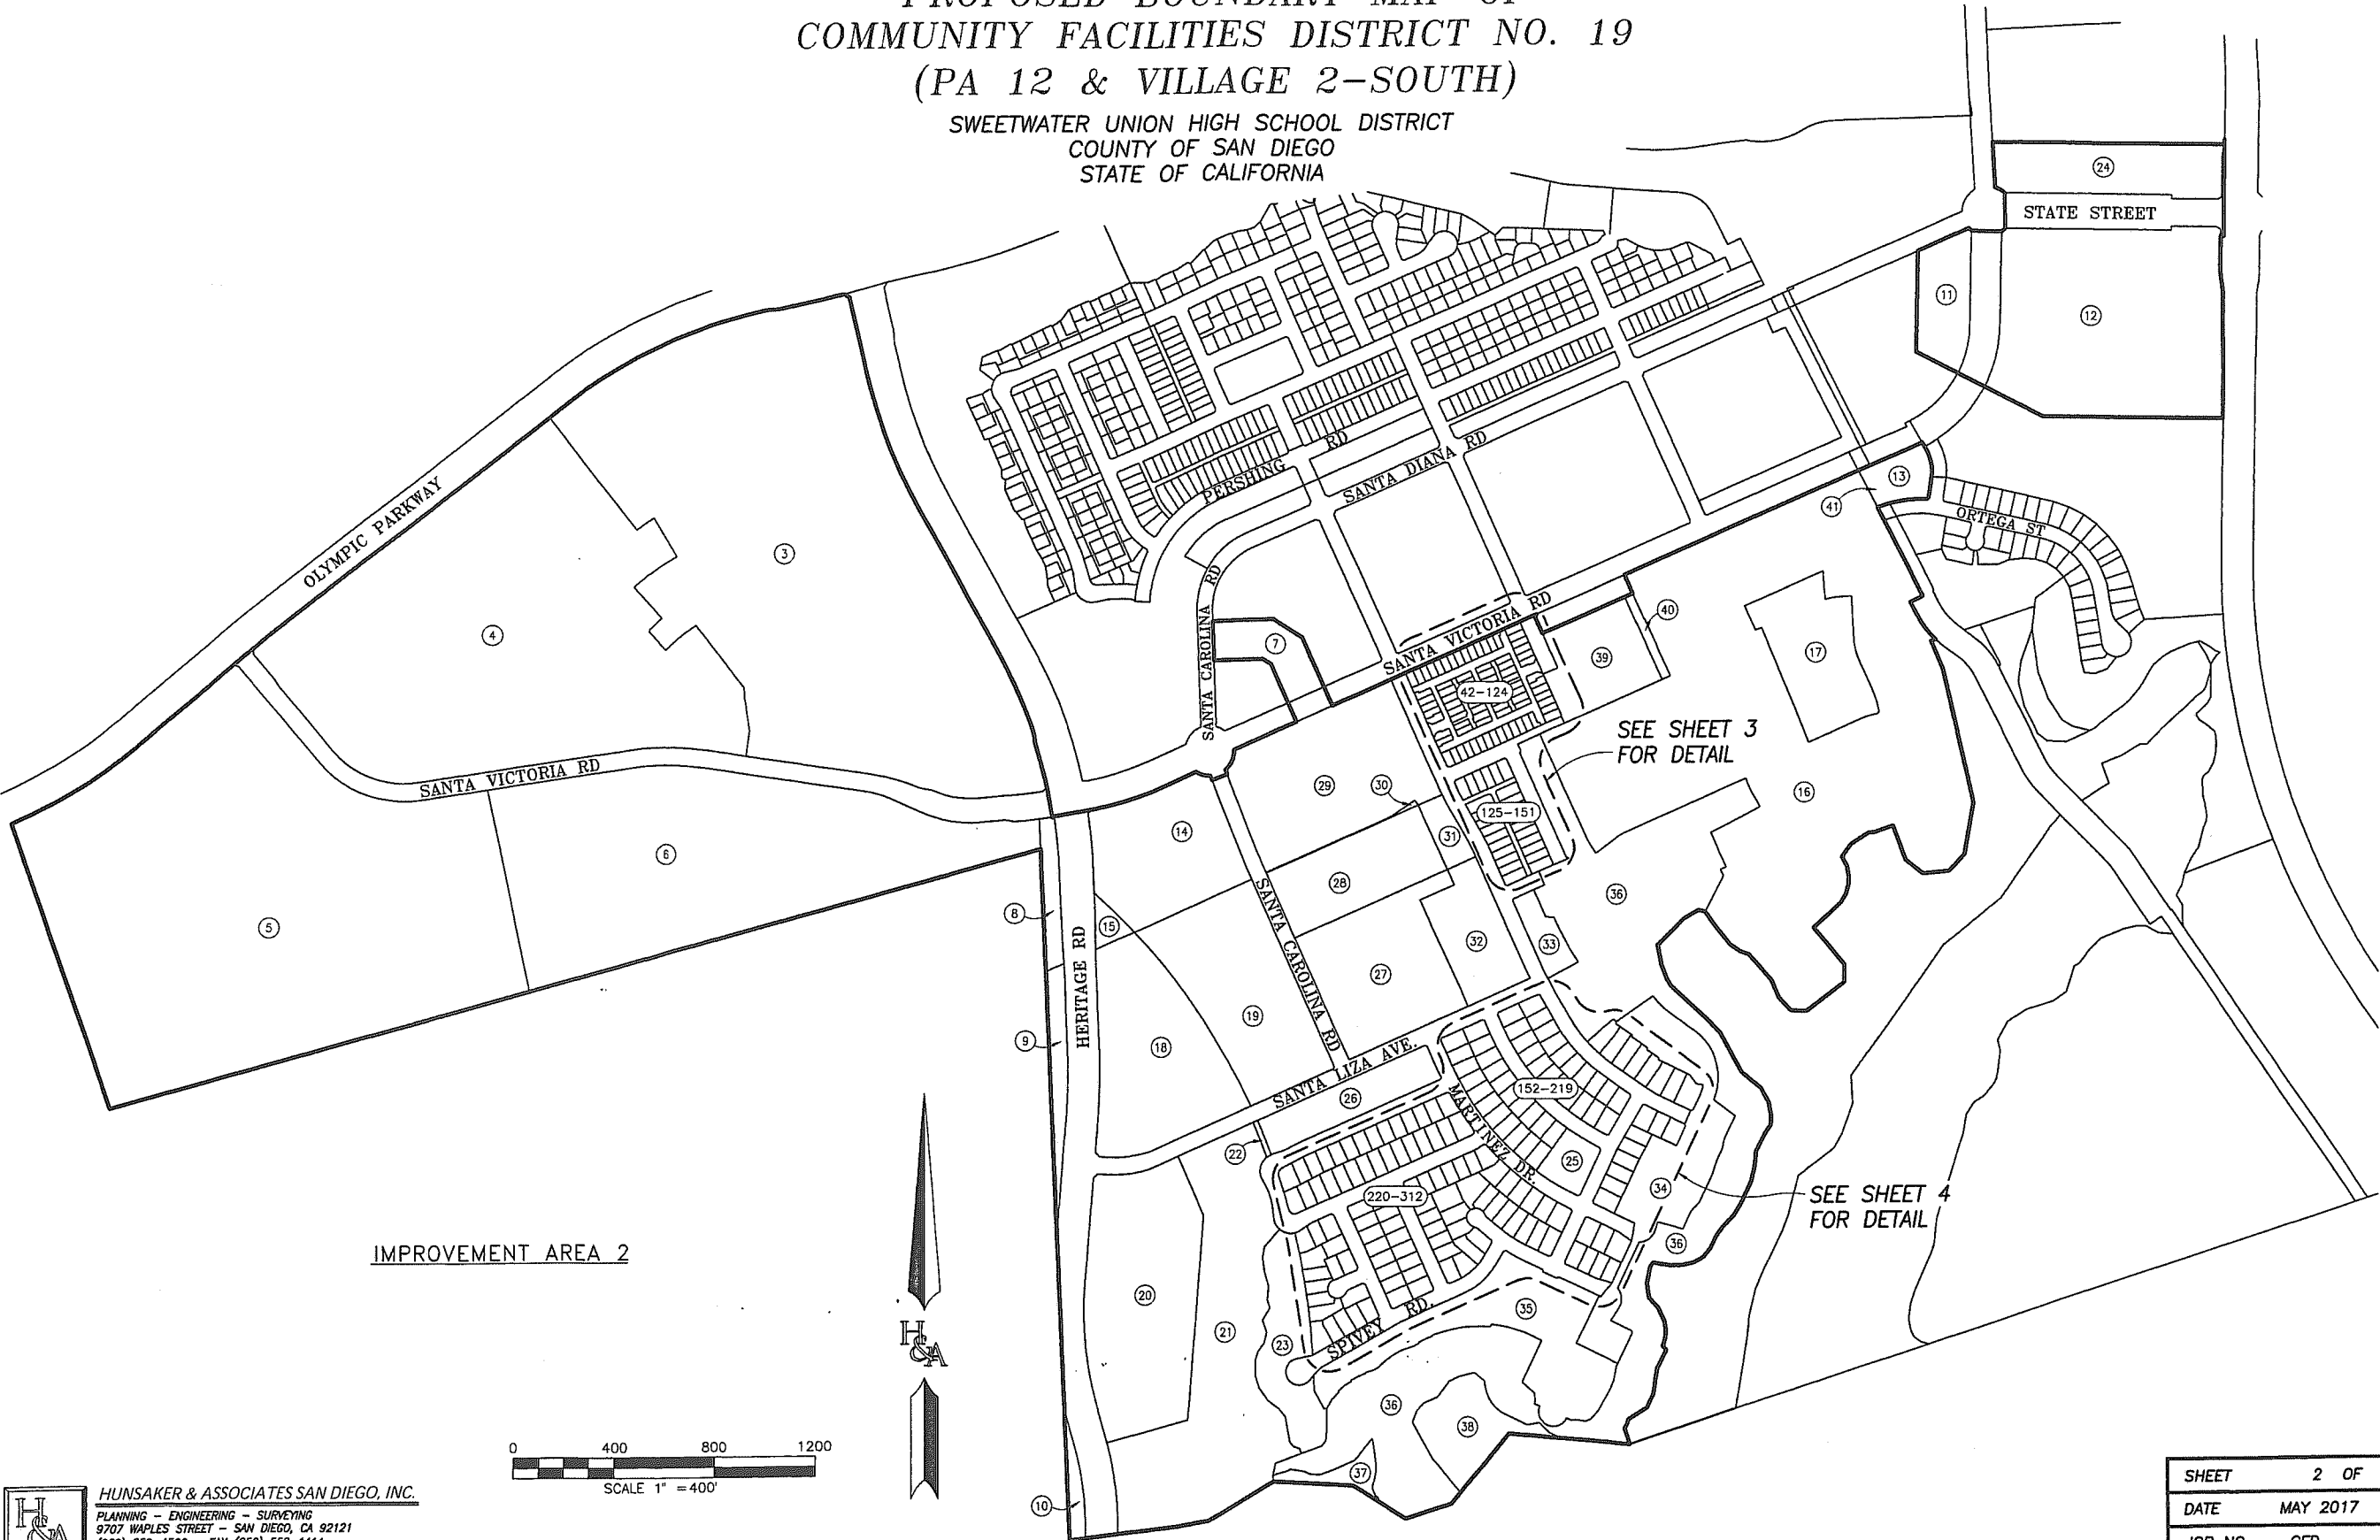 PROPOSED BOUNDARY MAP OF
COMMUNITY FACILITIES DISTRICT NO. 19
(PA 12 & VILLAGE 2-SOUTH)
SWEETWATER UNION HIGH SCHOOL DISTRICT
COUNTY OF SAN DIEGO
STATE OF CALIFORNIA
24
STATE STREET
11
12
13
41
ORTEGA ST
OLYMPIC PARKWAY
3
4
PERSHING RD
SANTA DIANA RD
SANTA CAROLINA RD
7
SANTA VICTORIA RD
40
39
17
42-124
SEE SHEET 3
FOR DETAIL
SANTA VICTORIA RD
29
30
16
14
125-151
31
6
28
36
5
8
15
HERITAGE RD
SANTA CAROLINA RD
32
33
27
9
19
18
SANTA LIZA AVE.
26
152-219
MARTINEZ DR.
22
25
34
220-312
SEE SHEET 4
FOR DETAIL
36
IMPROVEMENT AREA 2
20
21
23
35
SPIVEY RD.
H&A
36
38
37
10
0 400 800 1200
SCALE 1" =400'
H&A
HUNSAKER & ASSOCIATES SAN DIEGO, INC.
PLANNING - ENGINEERING - SURVEYING
9707 WAPLES STREET - SAN DIEGO, CA 92121
SHEET 2 OF
DATE MAY 2017